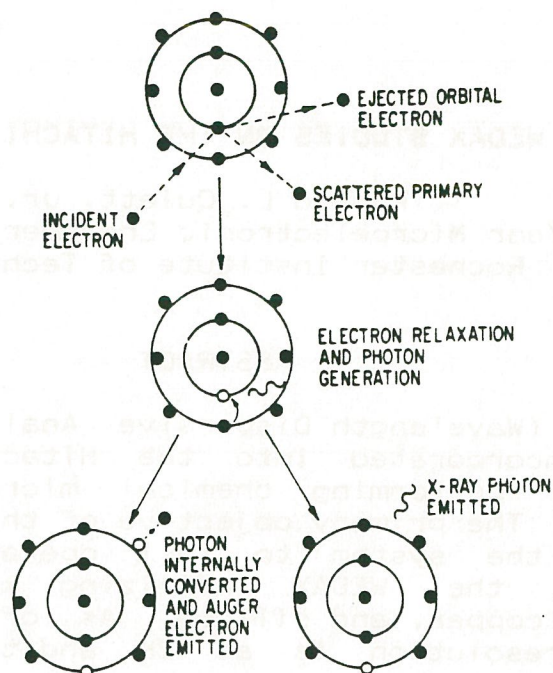 EJECTED ORBITAL
ELECTRON
SCATTERED PRIMARY
ELECTRON
INCIDENT
ELECTRON
ELECTRON RELAXATION
AND PHOTON
GENERATION
X-RAY PHOTON
EMITTED
PHOTON
INTERNALLY
CONVERTED
AND AUGER
ELECTRON
EMITTED